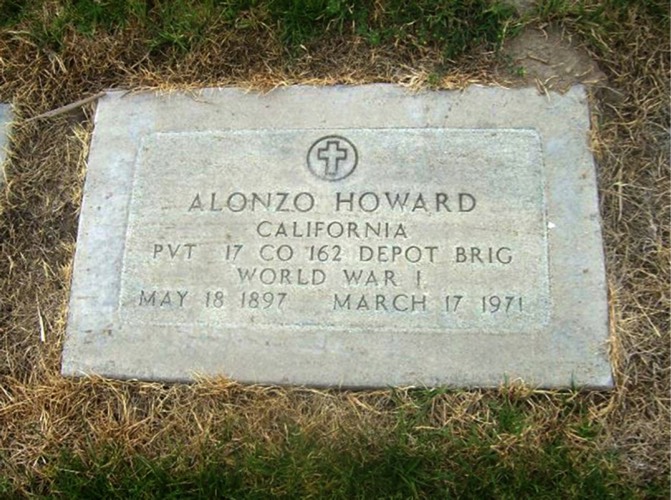 ALONZO HOWARD
CALIFORNIA
PVT 17 CO 162 DEPOT BRIG
WORLD WAR I
MAY 18 1897 MARCH 17 1971